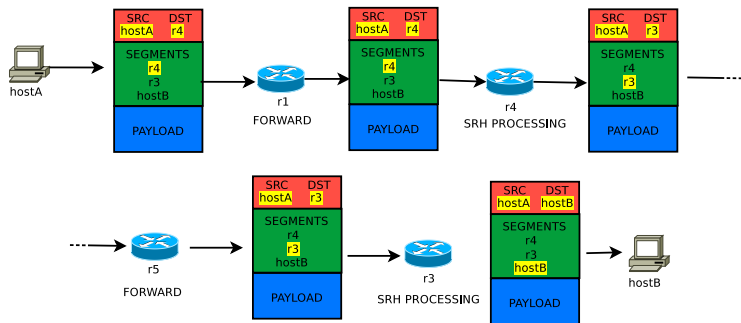 SRC DST
hostA r4
SEGMENTS
r4
r3
hostB
PAYLOAD
hostA
r1
FORWARD
SRC DST
hostA r4
SEGMENTS
r4
r3
hostB
PAYLOAD
r4
SRH PROCESSING
SRC DST
hostA r3
SEGMENTS
r4
r3
hostB
PAYLOAD
r5
FORWARD
SRC DST
hostA r3
SEGMENTS
r4
r3
hostB
PAYLOAD
r3
SRH PROCESSING
SRC DST
hostA hostB
SEGMENTS
r4
r3
hostB
PAYLOAD
hostB